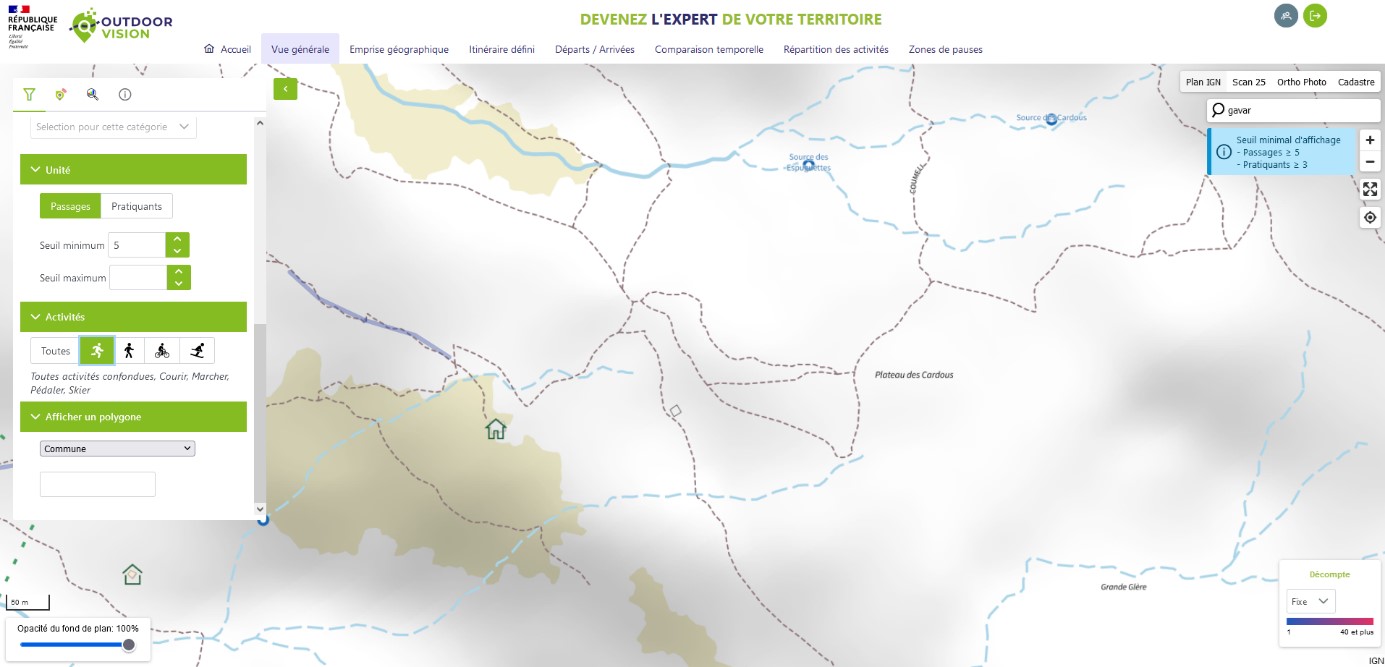 RÉPUBLIQUE
FRANÇAISE
Liberté
Égalité
Fraternité
OUTDOOR
VISION
DEVENEZ L'EXPERT DE VOTRE TERRITOIRE
Accueil
Vue générale
Emprise géographique
Itinéraire défini
Départs / Arrivées
Comparaison temporelle
Répartition des activités
Zones de pauses
Plan IGN
Scan 25
Ortho Photo
Cadastre
gavar
Seuil minimal d'affichage
- Passages ≥ 5
- Pratiquants ≥ 3
+
−
Selection pour cette catégorie
Unité
Passages
Pratiquants
Seuil minimum 5
Seuil maximum
Activités
Toutes
Toutes activités confondues, Courir, Marcher,
Pédaler, Skier
Afficher un polygone
Commune
Source des Cardous
Source des
Espuguettes
COUMELL
Plateau des Cardous
Grande Glère
50 m
Opacité du fond de plan: 100%
Décompte
Fixe
1
40 et plus
IGN